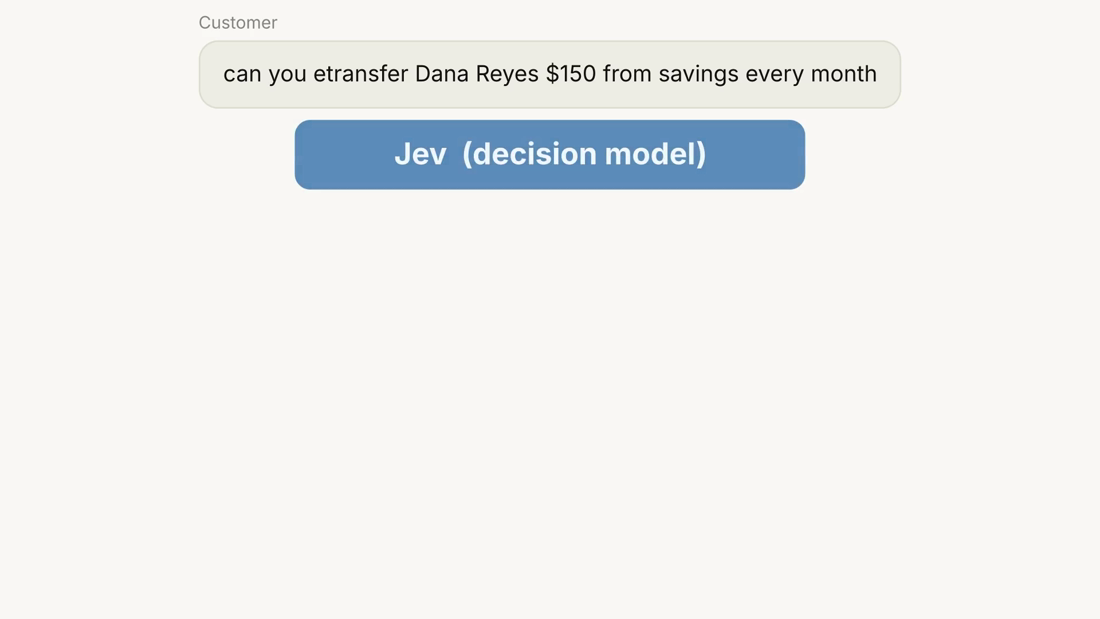 Customer
can you etransfer Dana Reyes $150 from savings every month
Jev (decision model)